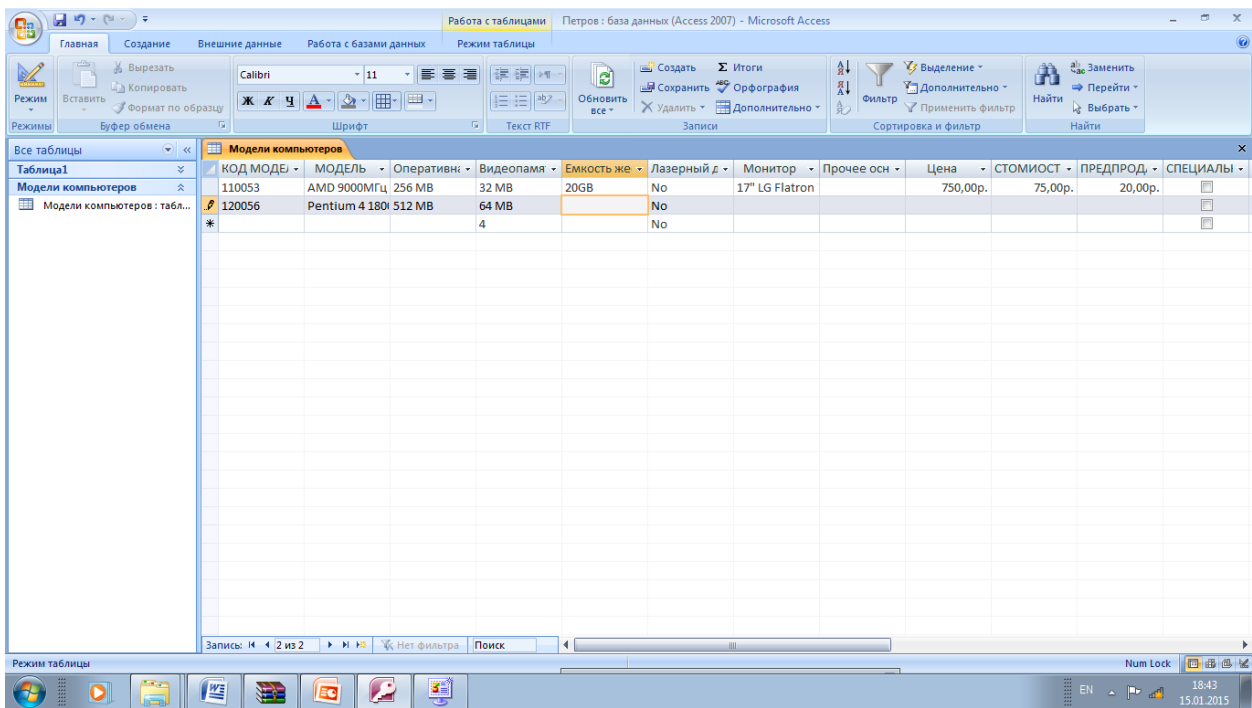 Работа с таблицами Петров : база данных (Access 2007) - Microsoft Access
Главная Создание Внешние данные Работа с базами данных Режим таблицы
Режим
Вставить
Вырезать
Копировать
Формат по образцу
Calibri 11
Ж К Ч
Обновить все
Создать Итоги
Сохранить Орфография
Удалить Дополнительно
Фильтр
Выделение
Дополнительно
Применить фильтр
Найти
Заменить
Перейти
Выбрать
Режимы Буфер обмена Шрифт Текст RTF Записи Сортировка и фильтр Найти
Все таблицы
Таблица1
Модели компьютеров
Модели компьютеров : табл...
Модели компьютеров
КОД МОДЕЛ МОДЕЛЬ Оперативна Видеопамят Емкость же Лазерный д Монитор Прочее осн Цена СТОМИОСТ ПРЕДПРОД. СПЕЦИАЛЫ
110053 AMD 9000МГц 256 MB 32 MB 20GB No 17" LG Flatron 750,00р. 75,00р. 20,00р.
120056 Pentium 4 180 512 MB 64 MB No
4 No
Запись: 2 из 2 Нет фильтра Поиск
Режим таблицы Num Lock
EN 18:43
15.01.2015